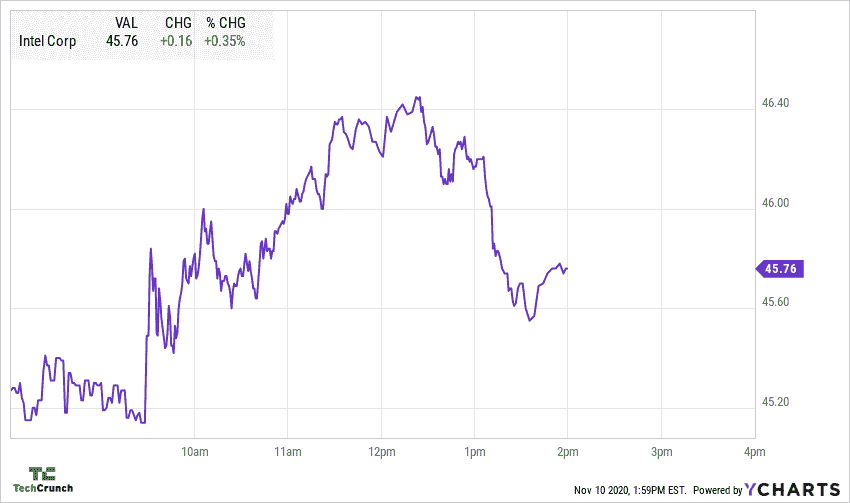 VAL CHG % CHG
Intel Corp 45.76 +0.16 +0.35%
46.40
46.00
45.76
45.60
45.20
10am 11am 12pm 1pm 2pm 3pm 4pm
TC
TechCrunch
Nov 10 2020, 1:59PM EST. Powered by YCHARTS